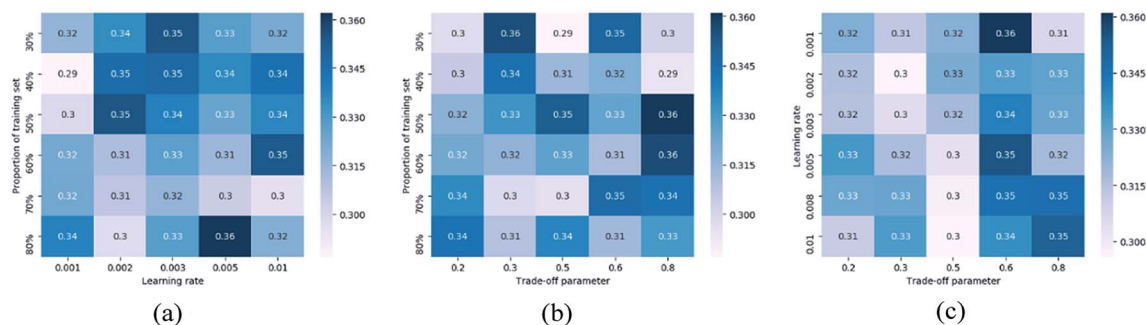 Proportion of training set
30% 0.32 0.34 0.35 0.33 0.32
40% 0.29 0.35 0.35 0.34 0.34
50% 0.3 0.35 0.34 0.33 0.34
60% 0.32 0.31 0.33 0.31 0.35
70% 0.32 0.31 0.32 0.3 0.3
80% 0.34 0.3 0.33 0.36 0.32
0.001 0.002 0.003 0.005 0.01
Learning rate
0.360
0.345
0.330
0.315
0.300
(a)
Proportion of training set
30% 0.3 0.36 0.29 0.35 0.3
40% 0.3 0.34 0.31 0.32 0.29
50% 0.32 0.33 0.35 0.33 0.36
60% 0.32 0.32 0.33 0.31 0.36
70% 0.34 0.3 0.3 0.35 0.34
80% 0.34 0.31 0.34 0.31 0.33
0.2 0.3 0.5 0.6 0.8
Trade-off parameter
0.360
0.345
0.330
0.315
0.300
(b)
Learning rate
0.001 0.32 0.31 0.32 0.36 0.31
0.002 0.32 0.3 0.33 0.33 0.33
0.003 0.32 0.3 0.32 0.34 0.33
0.005 0.33 0.32 0.3 0.35 0.32
0.008 0.33 0.33 0.3 0.35 0.35
0.01 0.31 0.33 0.3 0.34 0.35
0.2 0.3 0.5 0.6 0.8
Trade-off parameter
0.360
0.345
0.330
0.315
0.300
(c)